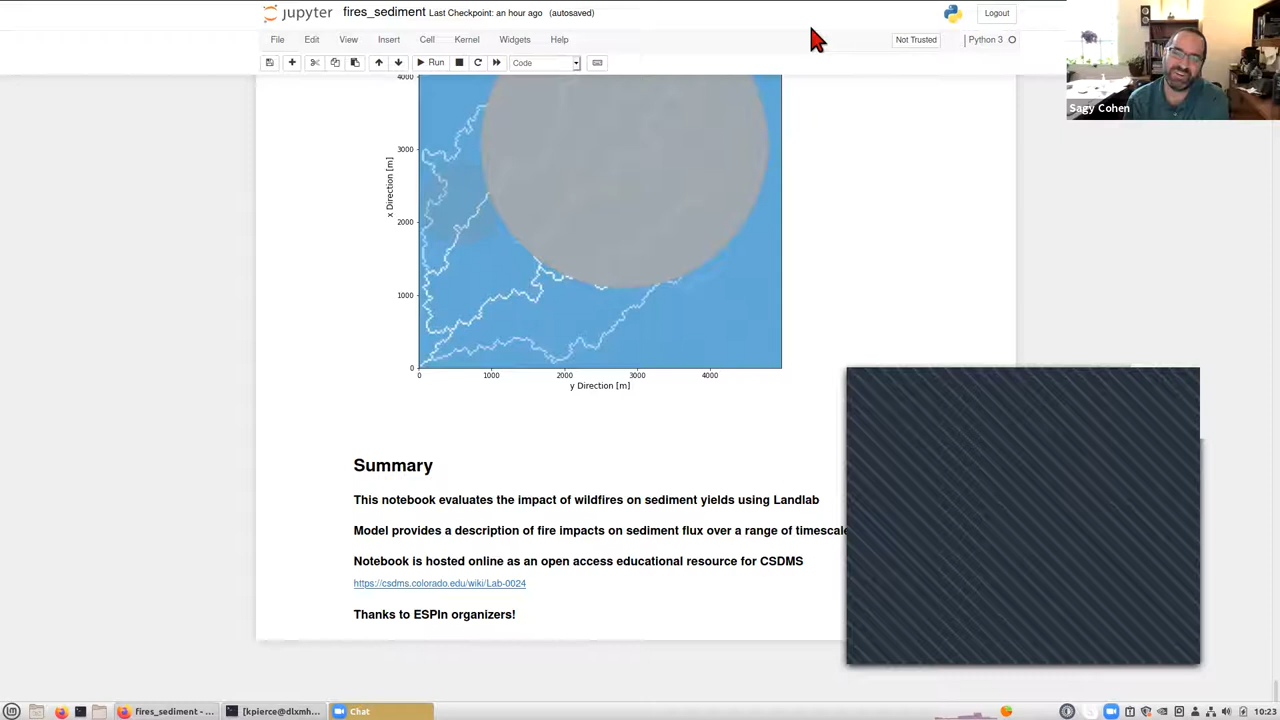 jupyter fires_sediment Last Checkpoint: an hour ago (autosaved) Logout
File Edit View Insert Cell Kernel Widgets Help Not Trusted Python 3
Run Code
Sagy Cohen
4000
3000
2000
1000
0
x Direction [m]
0 1000 2000 3000 4000
y Direction [m]
Summary
This notebook evaluates the impact of wildfires on sediment yields using Landlab
Model provides a description of fire impacts on sediment flux over a range of timescale
Notebook is hosted online as an open access educational resource for CSDMS
https://csdms.colorado.edu/wiki/Lab-0024
Thanks to ESPIn organizers!
fires_sediment - ... [kpierce@dlxmh... Chat 10:23